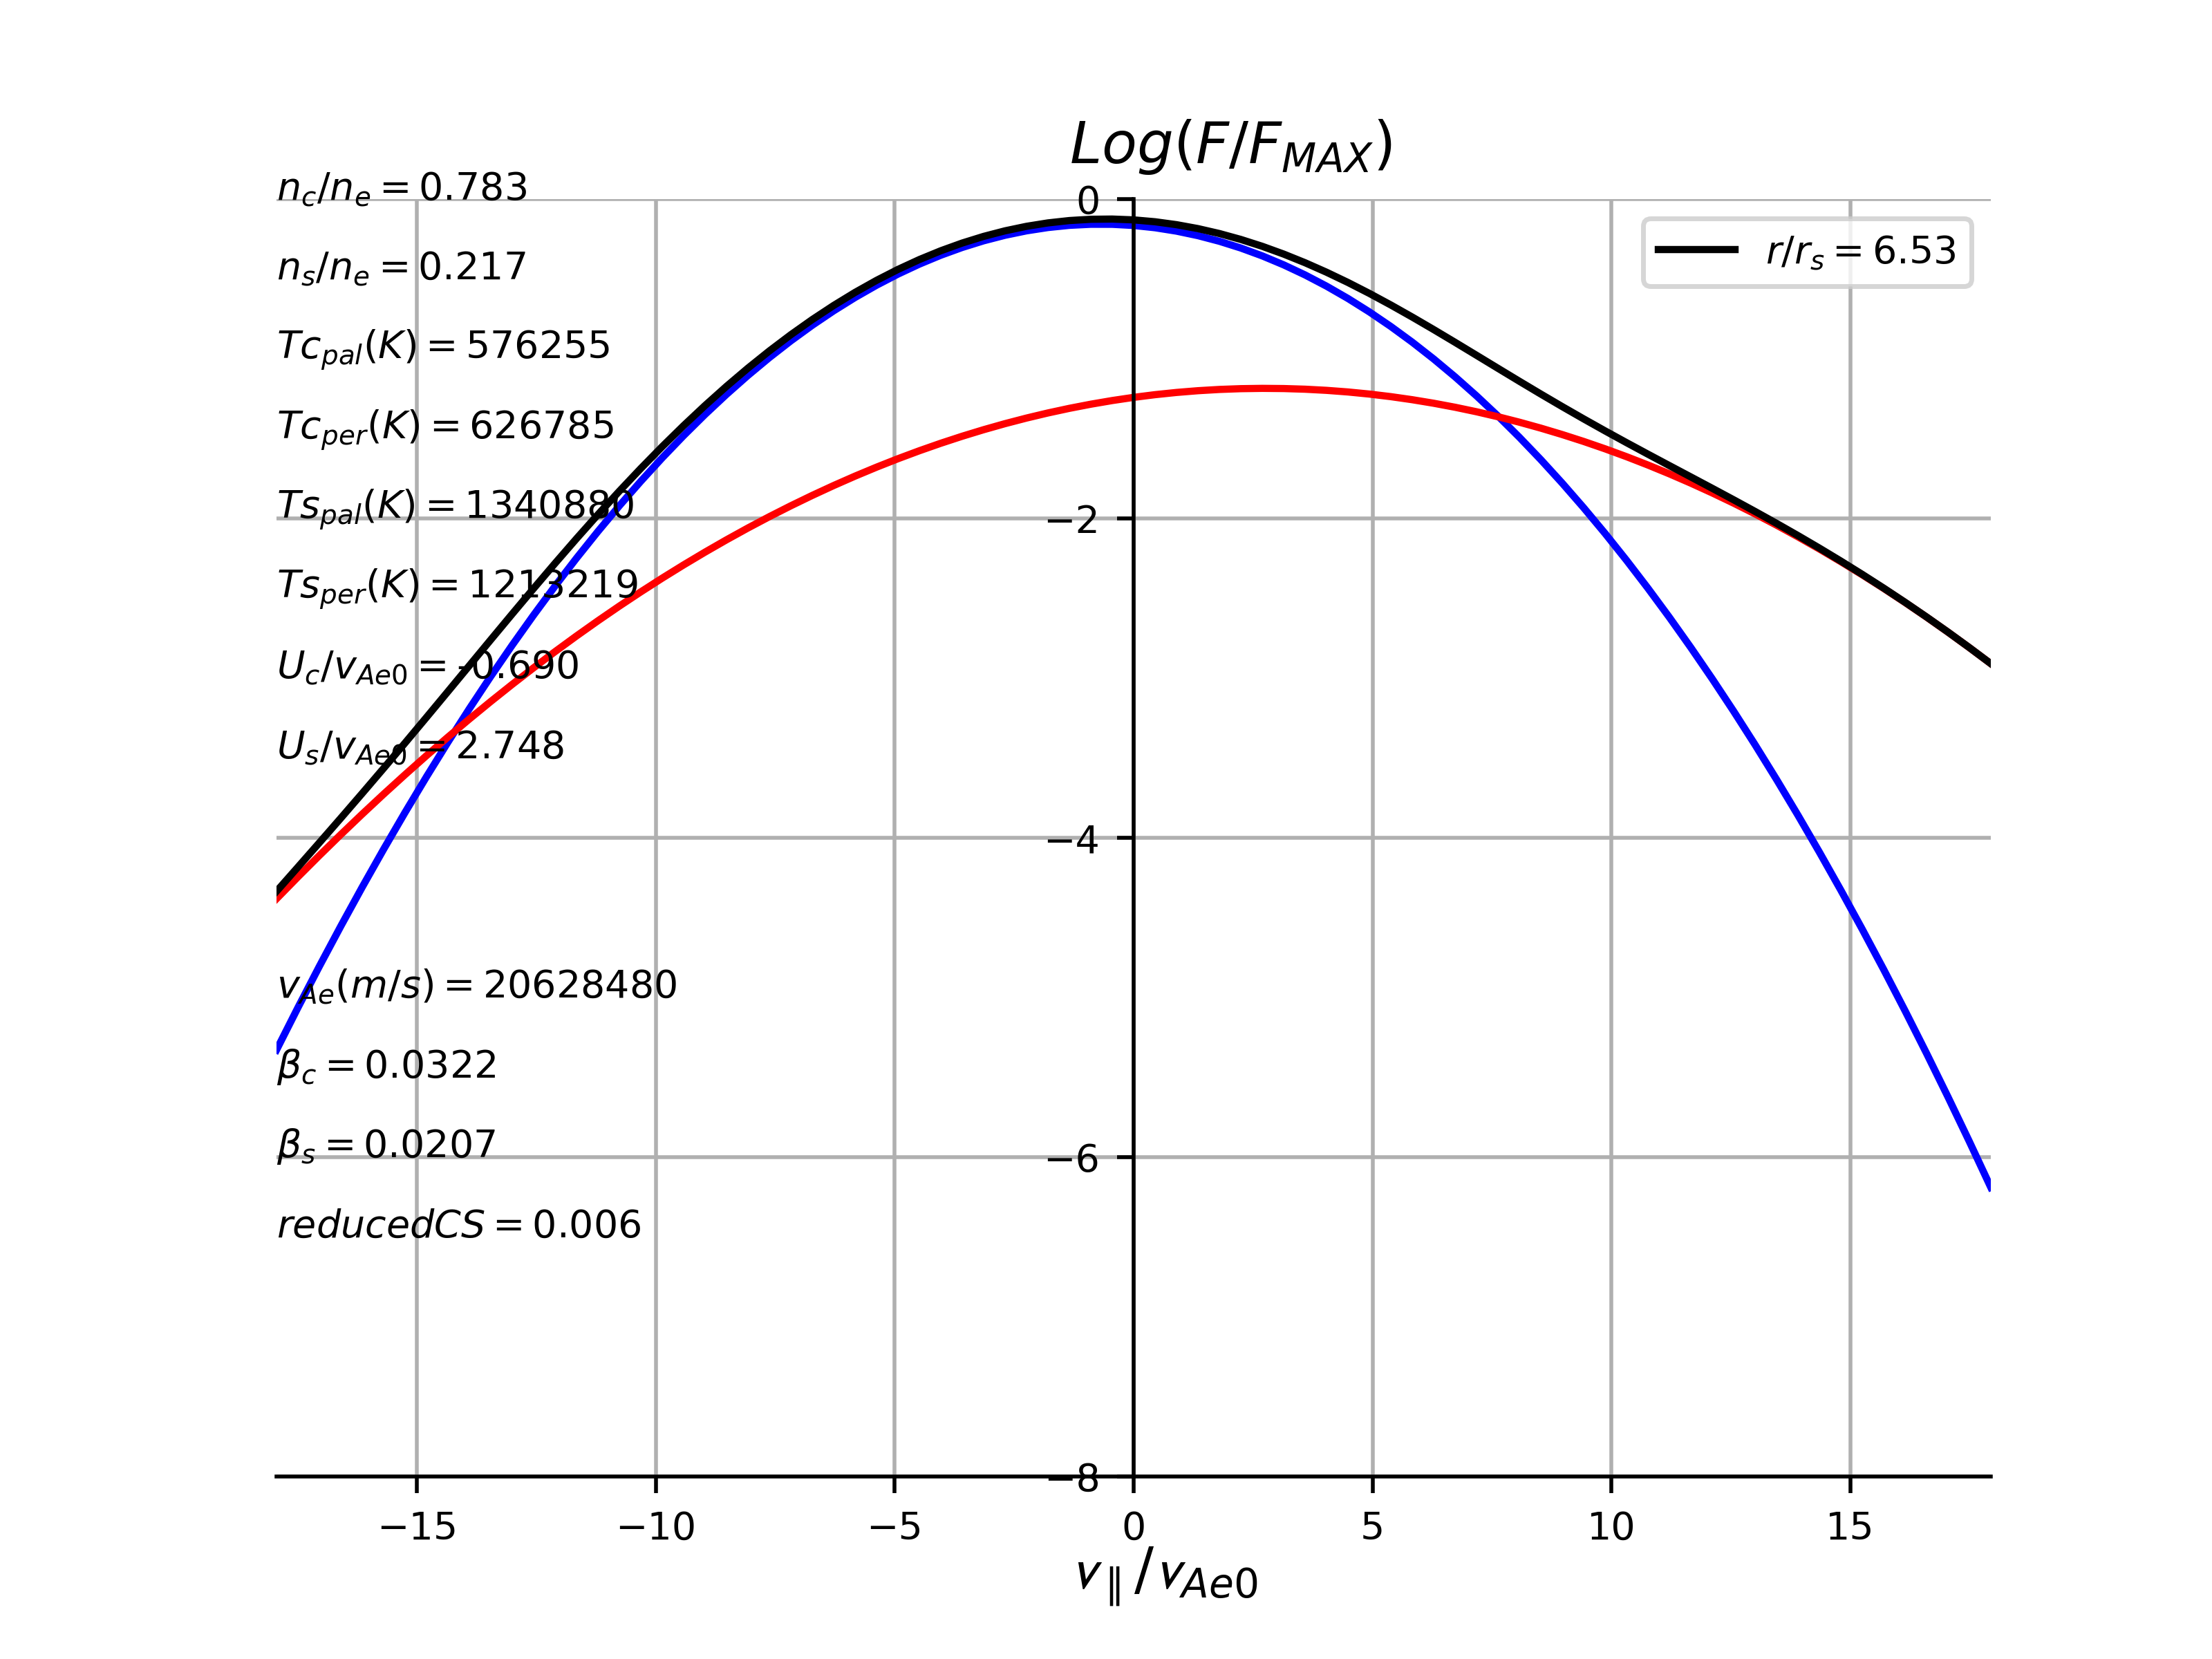 Log(F/F_MAX)
n_c/n_e = 0.783
0
r/r_s = 6.53
n_s/n_e = 0.217
Tc_pal(K) = 576255
Tc_per(K) = 626785
Ts_pal(K) = 1340880
−2
Ts_per(K) = 1213219
U_c/v_Ae0 = -0.690
U_s/v_Ae0 = 2.748
−4
v_Ae(m/s) = 20628480
β_c = 0.0322
β_s = 0.0207
−6
reducedCS = 0.006
−8
−15 −10 −5 0 5 10 15
v_∥/v_Ae0